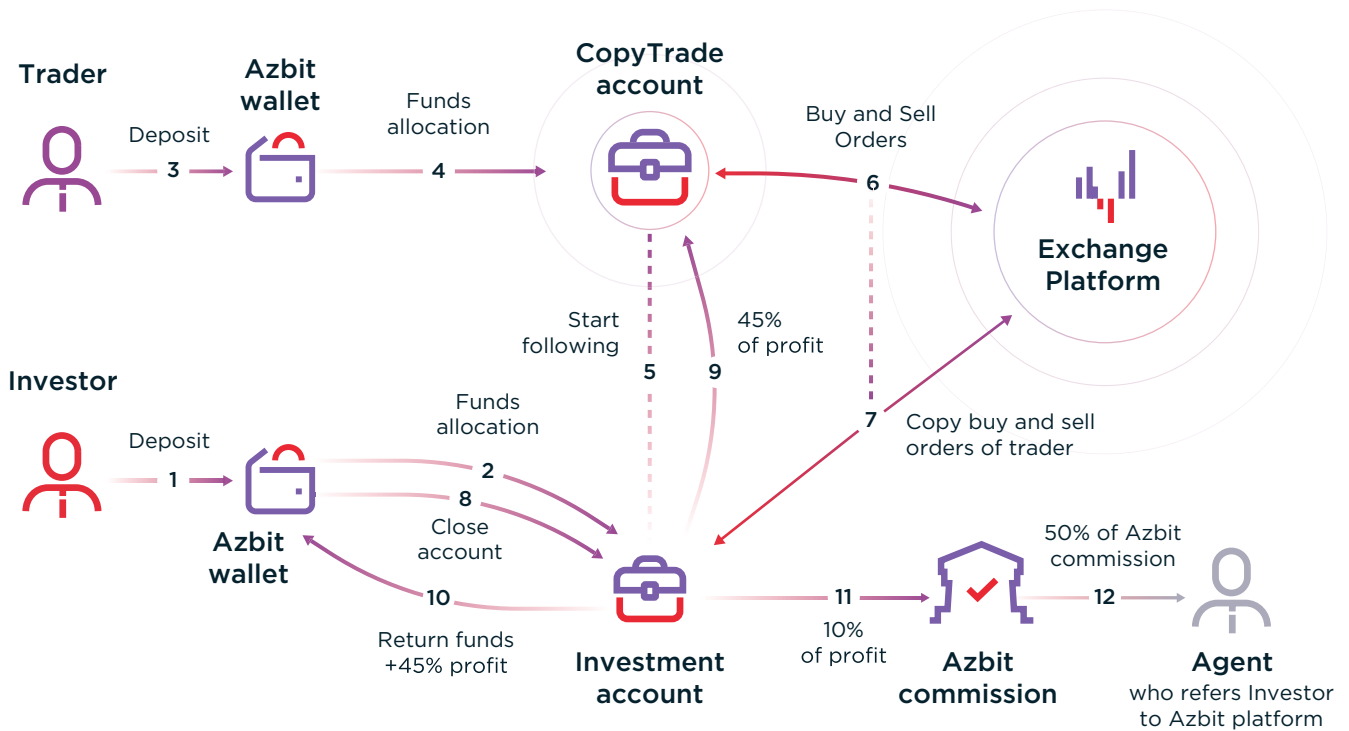 Trader
Deposit
3
Azbit
wallet
Funds
allocation
4
CopyTrade
account
Buy and Sell
Orders
6
Exchange
Platform
Start
following
5
45%
of profit
9
7
Copy buy and sell
orders of trader
Investor
Deposit
1
Azbit
wallet
Funds
allocation
2
8
Close
account
10
Return funds
+45% profit
Investment
account
11
10%
of profit
Azbit
commission
50% of Azbit
commission
12
Agent
who refers Investor
to Azbit platform